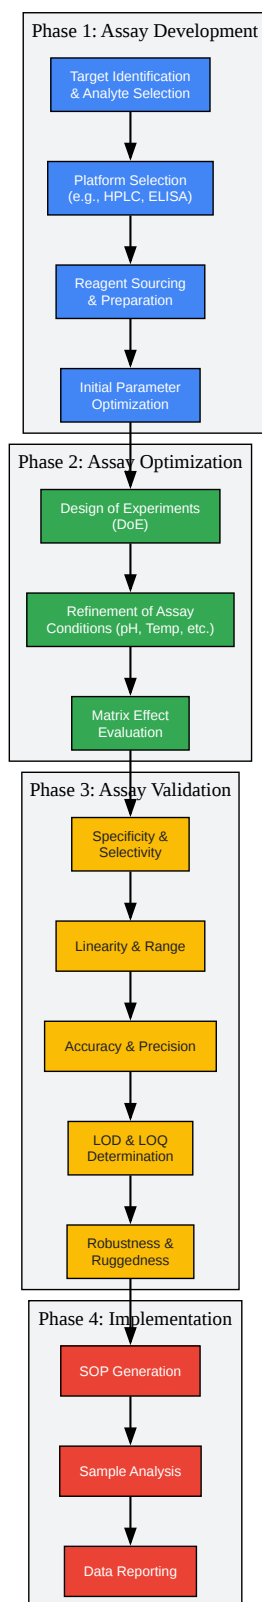 Phase 1: Assay Development
Target Identification
& Analyte Selection
Platform Selection
(e.g., HPLC, ELISA)
Reagent Sourcing
& Preparation
Initial Parameter
Optimization
Phase 2: Assay Optimization
Design of Experiments
(DoE)
Refinement of Assay
Conditions (pH, Temp, etc.)
Matrix Effect
Evaluation
Phase 3: Assay Validation
Specificity &
Selectivity
Linearity & Range
Accuracy & Precision
LOD & LOQ
Determination
Robustness &
Ruggedness
Phase 4: Implementation
SOP Generation
Sample Analysis
Data Reporting